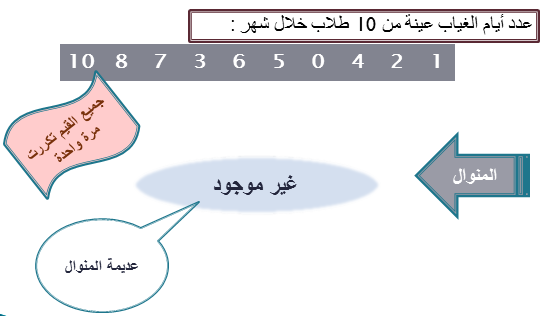 عدد أيام الغياب عينة من 10 طلاب خلال شهر :
10 8 7 3 6 5 0 4 2 1
جميع القيم تكررت
مرة واحدة
المنوال
غير موجود
عديمة المنوال